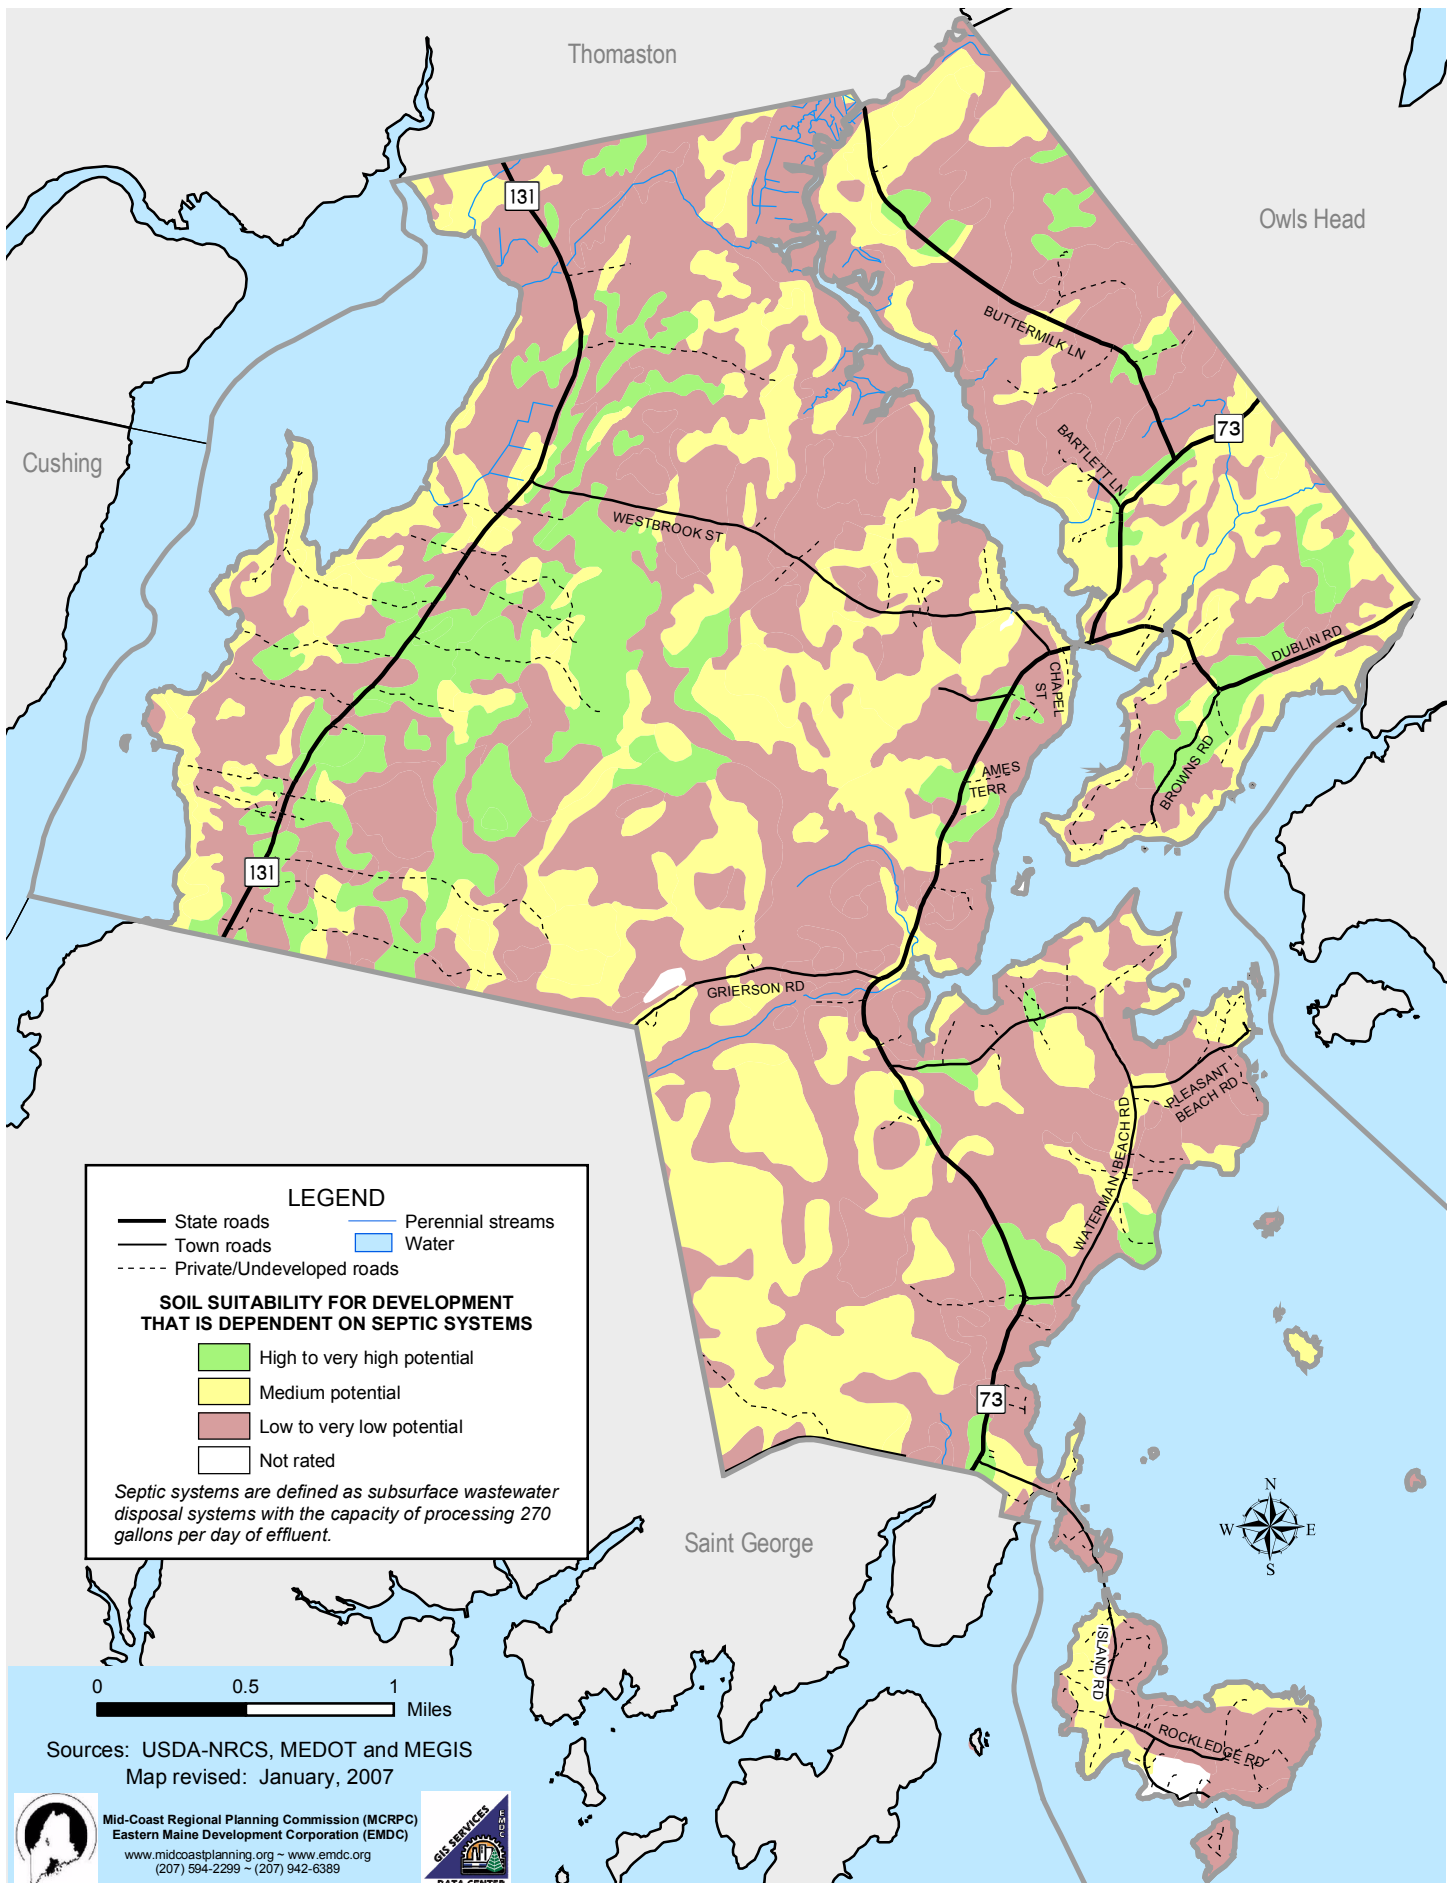 Thomaston
131
Owls Head
BUTTERMILK LN
73
BARTLETT LN
Cushing
WESTBROOK ST
DUBLIN RD
CHAPEL
ST
BROWNS RD
AMES
TERR
131
GRIERSON RD
PLEASANT
BEACH RD
WATERMAN BEACH RD
73
Saint George
N
W
E
S
ISLAND RD
ROCKLEDGE RD
LEGEND
State roads
Perennial streams
Town roads
Water
Private/Undeveloped roads
SOIL SUITABILITY FOR DEVELOPMENT
THAT IS DEPENDENT ON SEPTIC SYSTEMS
High to very high potential
Medium potential
Low to very low potential
Not rated
Septic systems are defined as subsurface wastewater
disposal systems with the capacity of processing 270
gallons per day of effluent.
0 0.5 1
Miles
Sources: USDA-NRCS, MEDOT and MEGIS
Map revised: January, 2007
Mid-Coast Regional Planning Commission (MCRPC)
Eastern Maine Development Corporation (EMDC)
www.midcoastplanning.org ~ www.emdc.org
(207) 594-2299 ~ (207) 942-6389
GIS SERVICES
EMDC
DATA CENTER